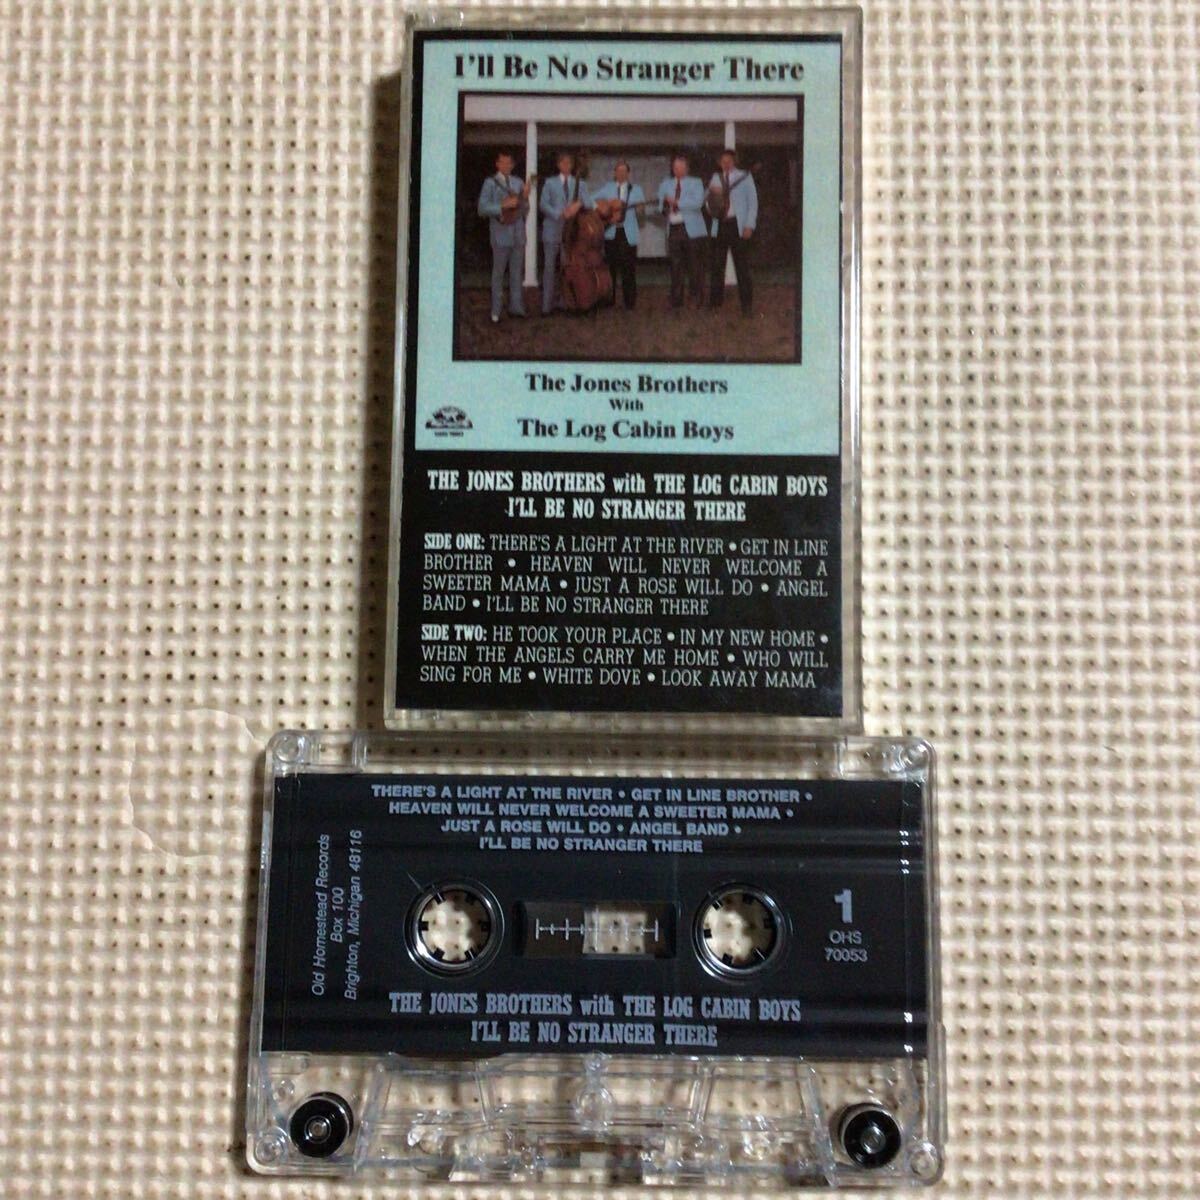 I'll Be No Stranger There
The Jones Brothers
With
The Log Cabin Boys
THE JONES BROTHERS with THE LOG CABIN BOYS
I'LL BE NO STRANGER THERE
SIDE ONE: THERE'S A LIGHT AT THE RIVER • GET IN LINE
BROTHER • HEAVEN WILL NEVER WELCOME A
SWEETER MAMA • JUST A ROSE WILL DO • ANGEL
BAND • I'LL BE NO STRANGER THERE
SIDE TWO: HE TOOK YOUR PLACE • IN MY NEW HOME •
WHEN THE ANGELS CARRY ME HOME • WHO WILL
SING FOR ME • WHITE DOVE • LOOK AWAY MAMA
THERE'S A LIGHT AT THE RIVER • GET IN LINE BROTHER •
HEAVEN WILL NEVER WELCOME A SWEETER MAMA •
JUST A ROSE WILL DO • ANGEL BAND •
I'LL BE NO STRANGER THERE
Old Homestead Records
Box 100
Brighton, Michigan 48116
1
OHS
70053
THE JONES BROTHERS with THE LOG CABIN BOYS
I'LL BE NO STRANGER THERE